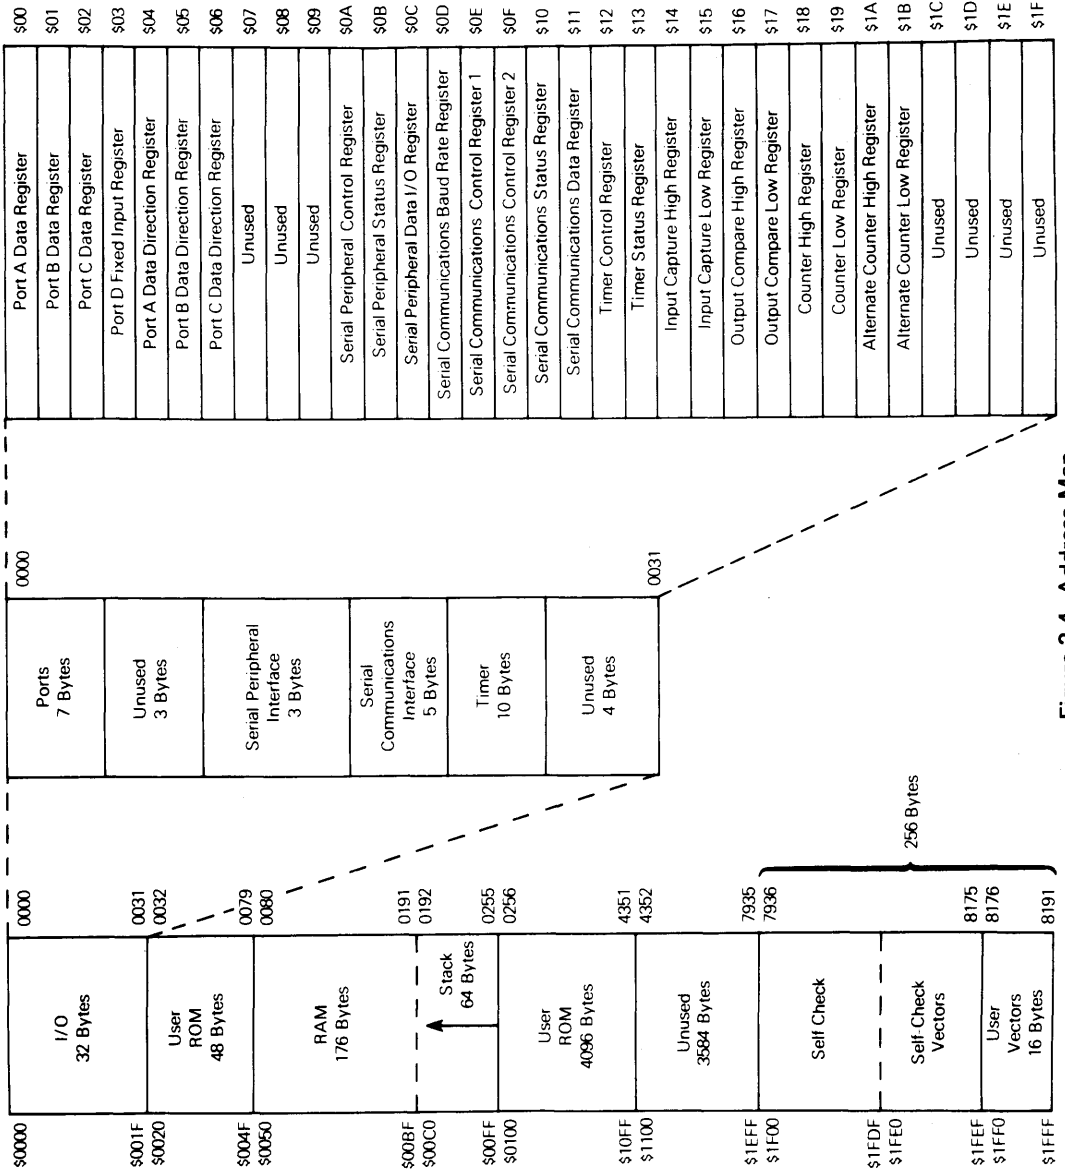 $0000
I/O
32 Bytes
0000
$001F
0031
$0020
0032
User
ROM
48 Bytes
$004F
0079
$0050
0080
RAM
176 Bytes
$00BF
0191
$00C0
0192
Stack
64 Bytes
$00FF
0255
$0100
0256
User
ROM
4096 Bytes
$10FF
4351
$1100
4352
Unused
3584 Bytes
$1EFF
7935
$1F00
7936
Self Check
256 Bytes
$1FDF
$1FE0
Self-Check
Vectors
$1FEF
8175
$1FF0
8176
User
Vectors
16 Bytes
$1FFF
8191
0000
Ports
7 Bytes
Unused
3 Bytes
Serial Peripheral
Interface
3 Bytes
Serial
Communications
Interface
5 Bytes
Timer
10 Bytes
Unused
4 Bytes
0031
Port A Data Register $00
Port B Data Register $01
Port C Data Register $02
Port D Fixed Input Register $03
Port A Data Direction Register $04
Port B Data Direction Register $05
Port C Data Direction Register $06
Unused $07
Unused $08
Unused $09
Serial Peripheral Control Register $0A
Serial Peripheral Status Register $0B
Serial Peripheral Data I/O Register $0C
Serial Communications Baud Rate Register $0D
Serial Communications Control Register 1 $0E
Serial Communications Control Register 2 $0F
Serial Communications Status Register $10
Serial Communications Data Register $11
Timer Control Register $12
Timer Status Register $13
Input Capture High Register $14
Input Capture Low Register $15
Output Compare High Register $16
Output Compare Low Register $17
Counter High Register $18
Counter Low Register $19
Alternate Counter High Register $1A
Alternate Counter Low Register $1B
Unused $1C
Unused $1D
Unused $1E
Unused $1F
Address Map